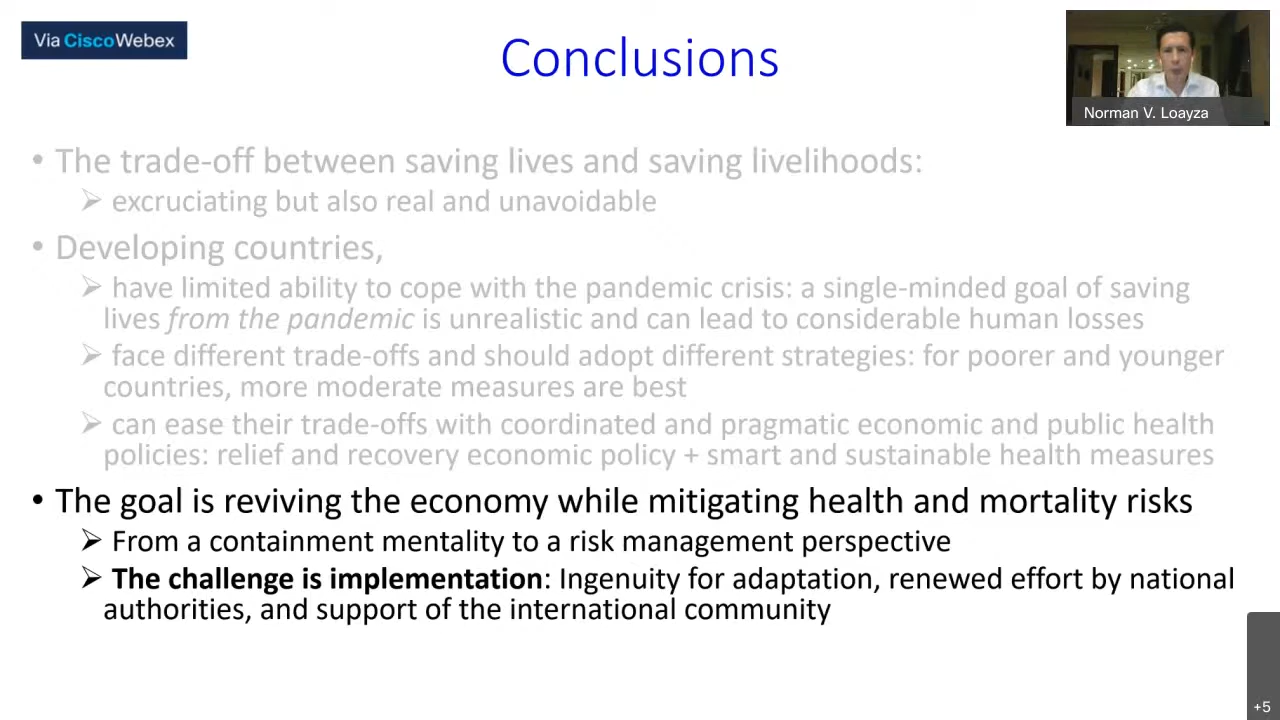 Via Cisco Webex
Conclusions
Norman V. Loayza
• The trade-off between saving lives and saving livelihoods:
➢ excruciating but also real and unavoidable
• Developing countries,
➢ have limited ability to cope with the pandemic crisis: a single-minded goal of saving
lives from the pandemic is unrealistic and can lead to considerable human losses
➢ face different trade-offs and should adopt different strategies: for poorer and younger
countries, more moderate measures are best
➢ can ease their trade-offs with coordinated and pragmatic economic and public health
policies: relief and recovery economic policy + smart and sustainable health measures
• The goal is reviving the economy while mitigating health and mortality risks
➢ From a containment mentality to a risk management perspective
➢ The challenge is implementation: Ingenuity for adaptation, renewed effort by national
authorities, and support of the international community
+5